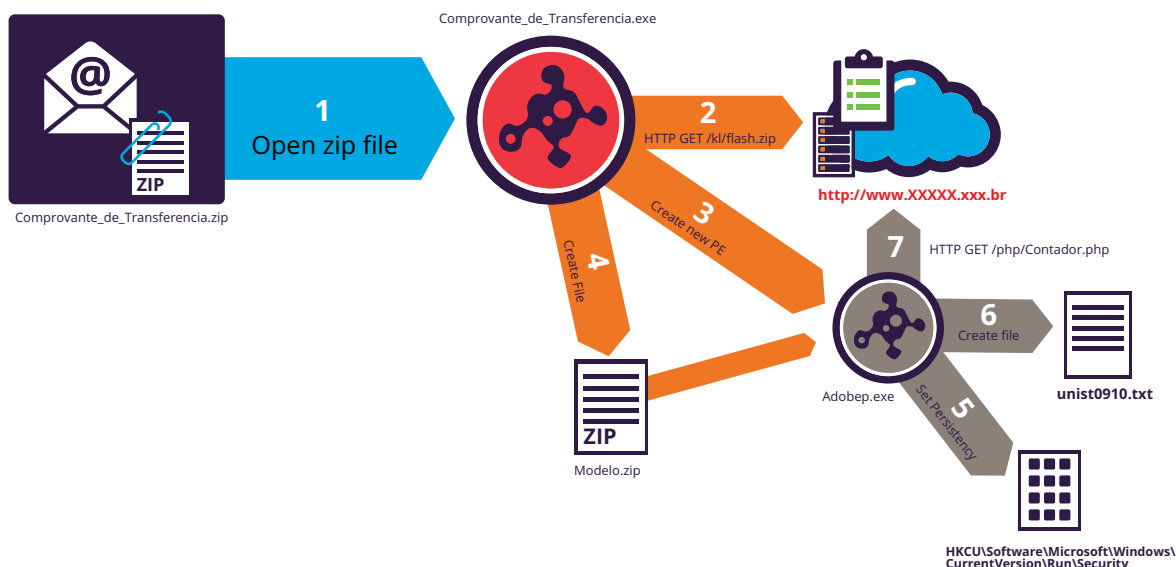 Comprovante_de_Transferencia.exe
@
ZIP
Comprovante_de_Transferencia.zip
1
Open zip file
2
HTTP GET /kl/flash.zip
http://www.XXXXX.xxx.br
3
Create new PE
4
Create File
7
HTTP GET /php/Contador.php
6
Create file
unist0910.txt
Adobep.exe
5
Set Persistency
ZIP
Modelo.zip
HKCU\Software\Microsoft\Windows\
CurrentVersion\Run\Security